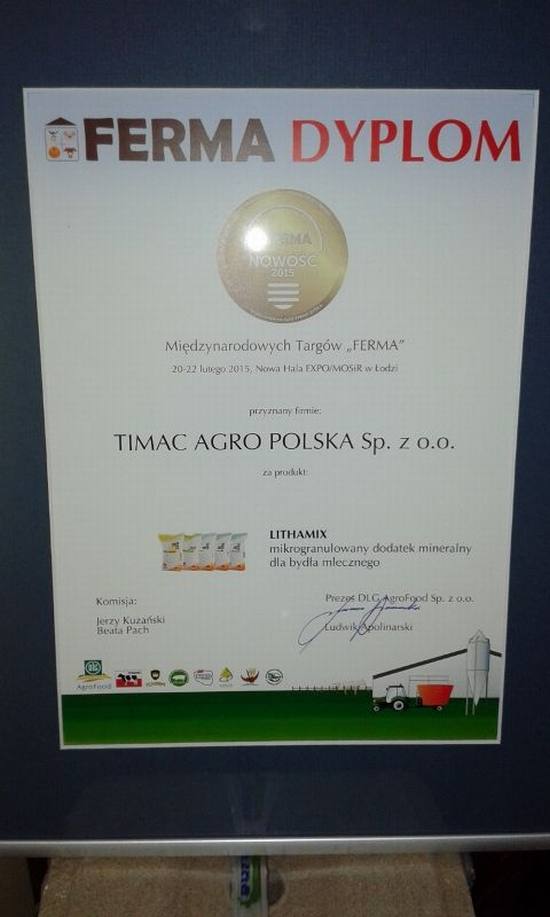 FERMA DYPLOM
NOWOŚĆ
2015
Międzynarodowych Targów „FERMA”
20-22 lutego 2015, Nowa Hala EXPO/MOSiR w Łodzi
przyznany firmie:
TIMAC AGRO POLSKA Sp. z o.o.
za produkt:
LITHAMIX
mikrogranulowany dodatek mineralny
dla bydła mlecznego
Komisja:
Jerzy Kuzański
Beata Pach
Prezes DLG AgroFood Sp. z o.o.
Ludwik Apolinarski
AgroFood